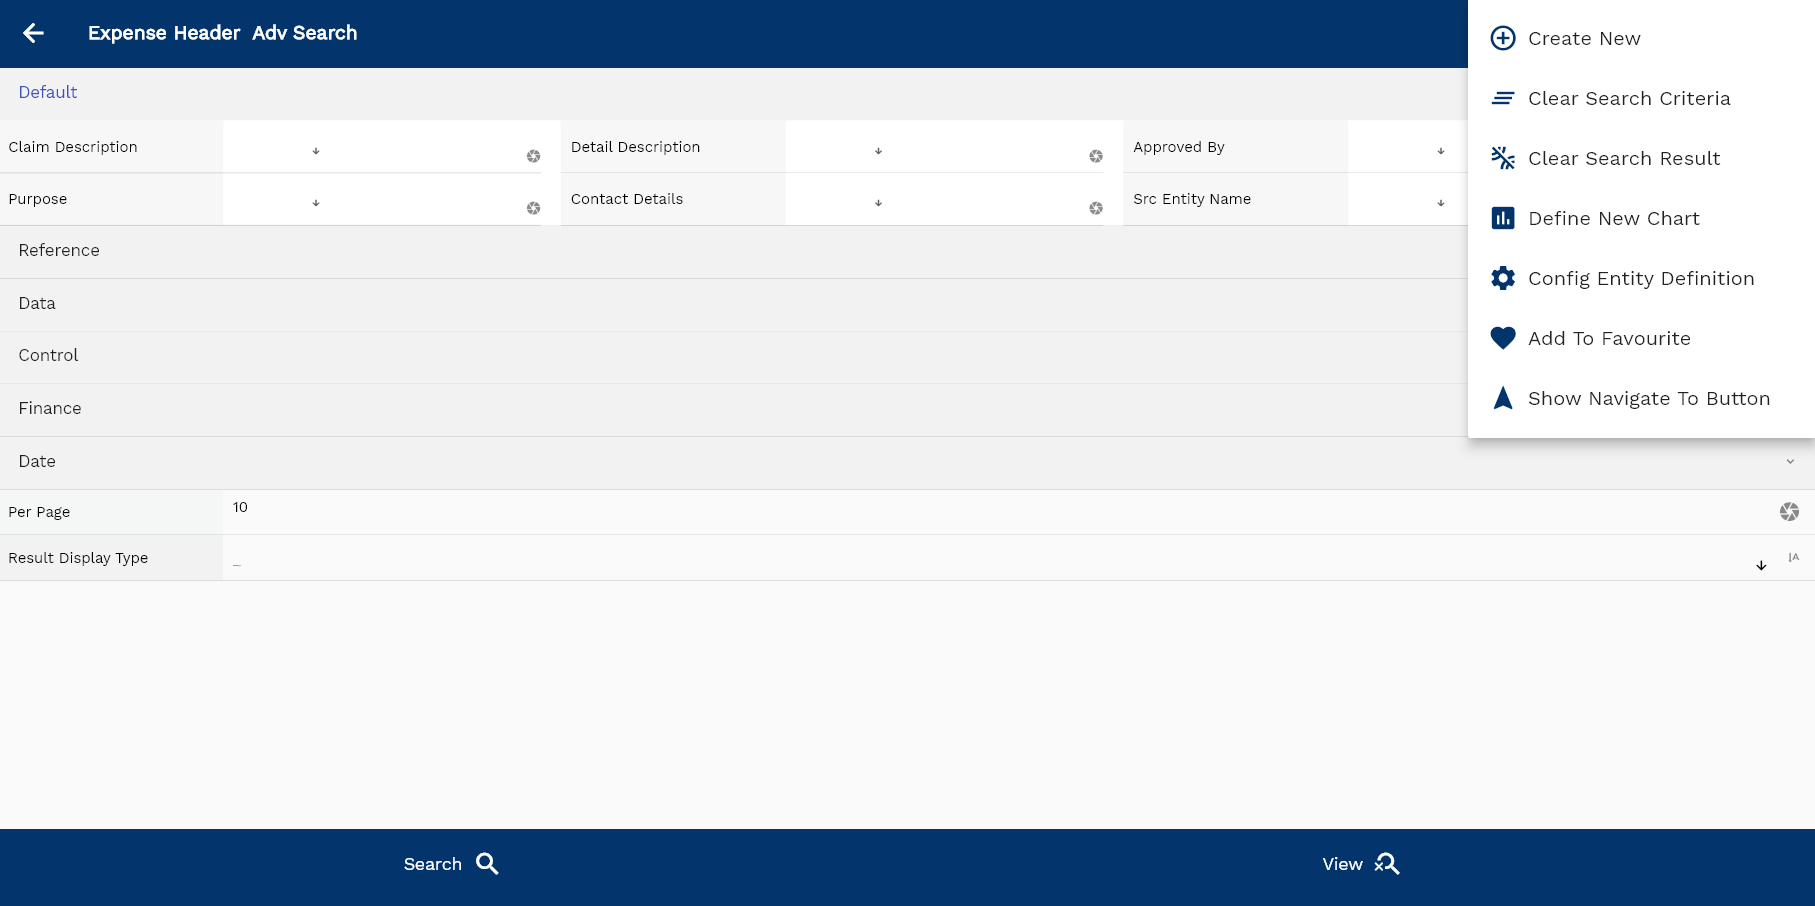 Expense Header  Adv Search
Default
Claim Description
Detail Description
Approved By
Purpose
Contact Details
Src Entity Name
Reference
Data
Control
Finance
Date
Per Page
10
Result Display Type
_
Create New
Clear Search Criteria
Clear Search Result
Define New Chart
Config Entity Definition
Add To Favourite
Show Navigate To Button
Search
View